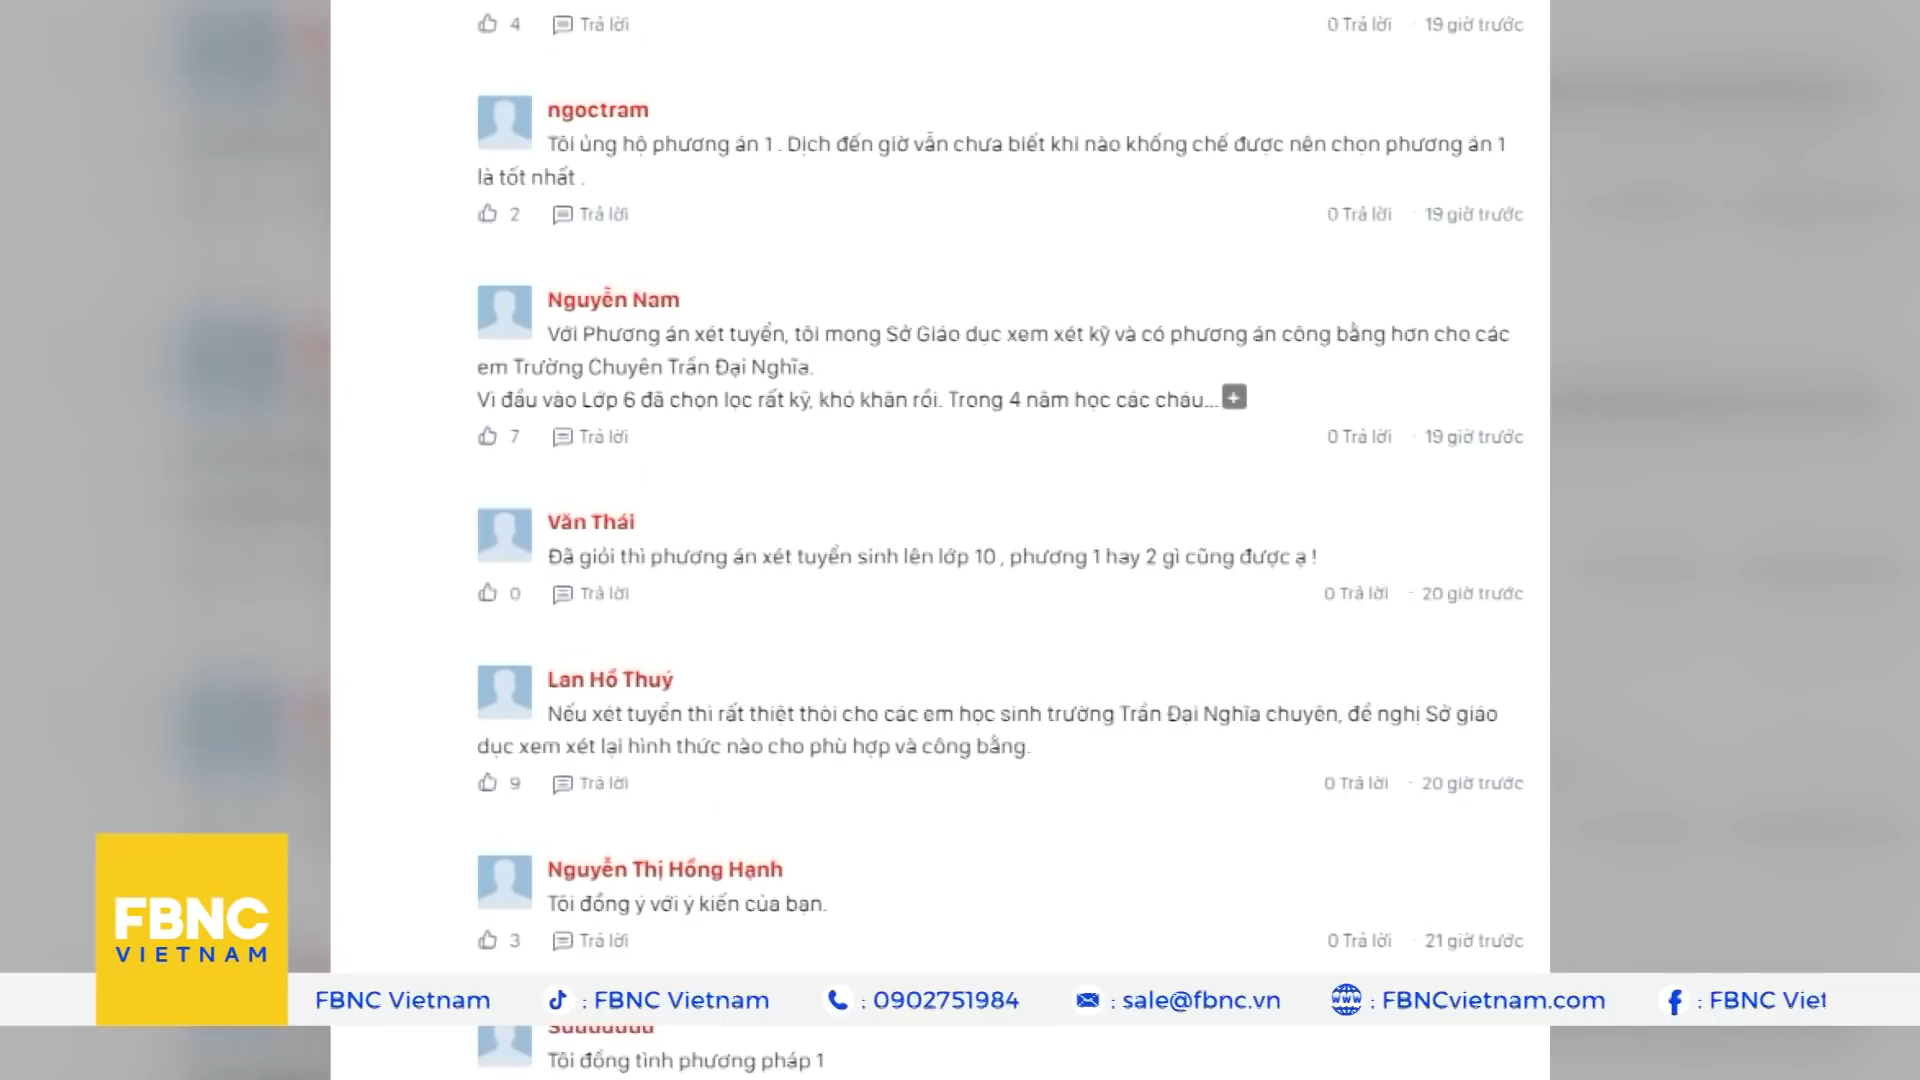 4 Trả lời 0 Trả lời · 19 giờ trước
ngoctram
Tôi ủng hộ phương án 1 . Dịch đến giờ vẫn chưa biết khi nào khống chế được nên chọn phương án 1
là tốt nhất .
2 Trả lời 0 Trả lời · 19 giờ trước
Nguyễn Nam
Với Phương án xét tuyển, tôi mong Sở Giáo dục xem xét kỹ và có phương án công bằng hơn cho các
em Trường Chuyên Trần Đại Nghĩa.
Vì đầu vào Lớp 6 đã chọn lọc rất kỹ, khó khăn rồi. Trong 4 năm học các cháu... +
7 Trả lời 0 Trả lời · 19 giờ trước
Văn Thái
Đã giỏi thì phương án xét tuyển sinh lên lớp 10 , phương 1 hay 2 gì cũng được ạ !
0 Trả lời 0 Trả lời · 20 giờ trước
Lan Hồ Thuý
Nếu xét tuyển thì rất thiệt thòi cho các em học sinh trường Trần Đại Nghĩa chuyên, đề nghị Sở giáo
dục xem xét lại hình thức nào cho phù hợp và công bằng.
9 Trả lời 0 Trả lời · 20 giờ trước
Nguyễn Thị Hồng Hạnh
Tôi đồng ý với ý kiến của bạn.
3 Trả lời 0 Trả lời · 21 giờ trước
FBNC
VIETNAM
FBNC Vietnam : FBNC Vietnam : 0902751984 : sale@fbnc.vn : FBNCvietnam.com : FBNC Viet
Tôi đồng tình phương pháp 1